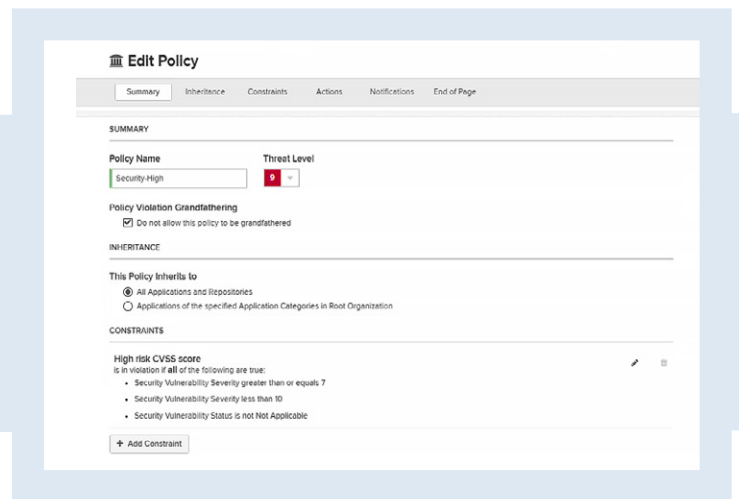 Edit Policy
Summary Inheritance Constraints Actions Notifications End of Page
SUMMARY
Policy Name Threat Level
Security-High 9
Policy Violation Grandfathering
Do not allow this policy to be grandfathered
INHERITANCE
This Policy Inherits to
All Applications and Repositories
Applications of the specified Application Categories in Root Organization
CONSTRAINTS
High risk CVSS score
is in violation if all of the following are true:
• Security Vulnerability Severity greater than or equals 7
• Security Vulnerability Severity less than 10
• Security Vulnerability Status is not Not Applicable
+ Add Constraint